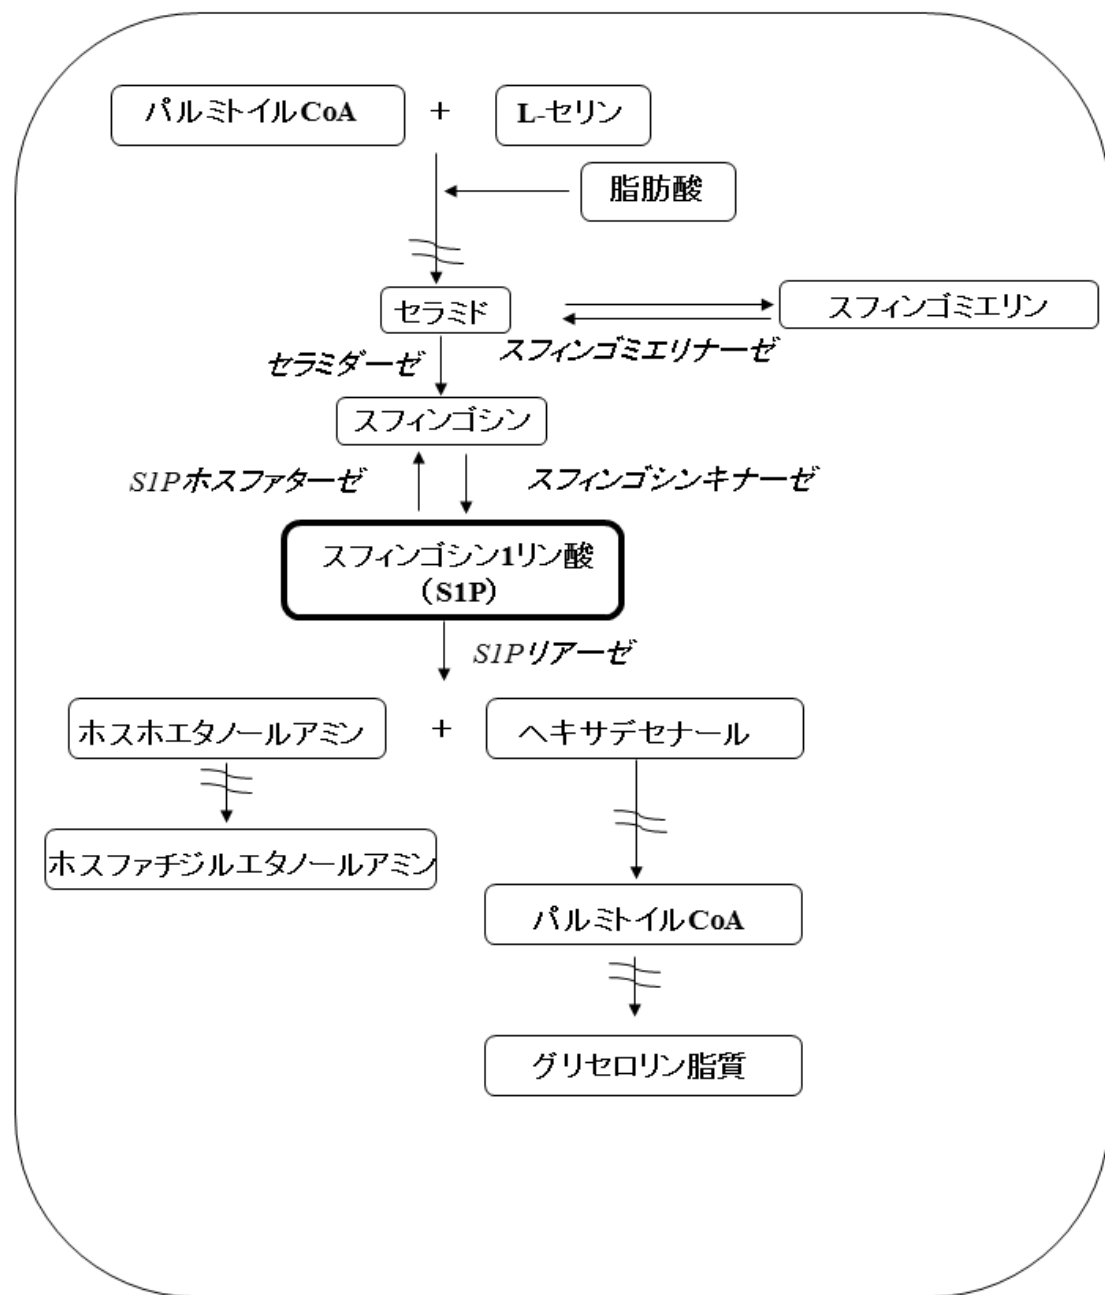 パルミトイルCoA + L-セリン
脂肪酸
セラミド
スフィンゴミエリン
セラミダーゼ
スフィンゴミエリナーゼ
スフィンゴシン
S1Pホスファターゼ
スフィンゴシンキナーゼ
スフィンゴシン1リン酸
（S1P）
S1Pリアーゼ
ホスホエタノールアミン + ヘキサデセナール
ホスファチジルエタノールアミン
パルミトイルCoA
グリセロリン脂質